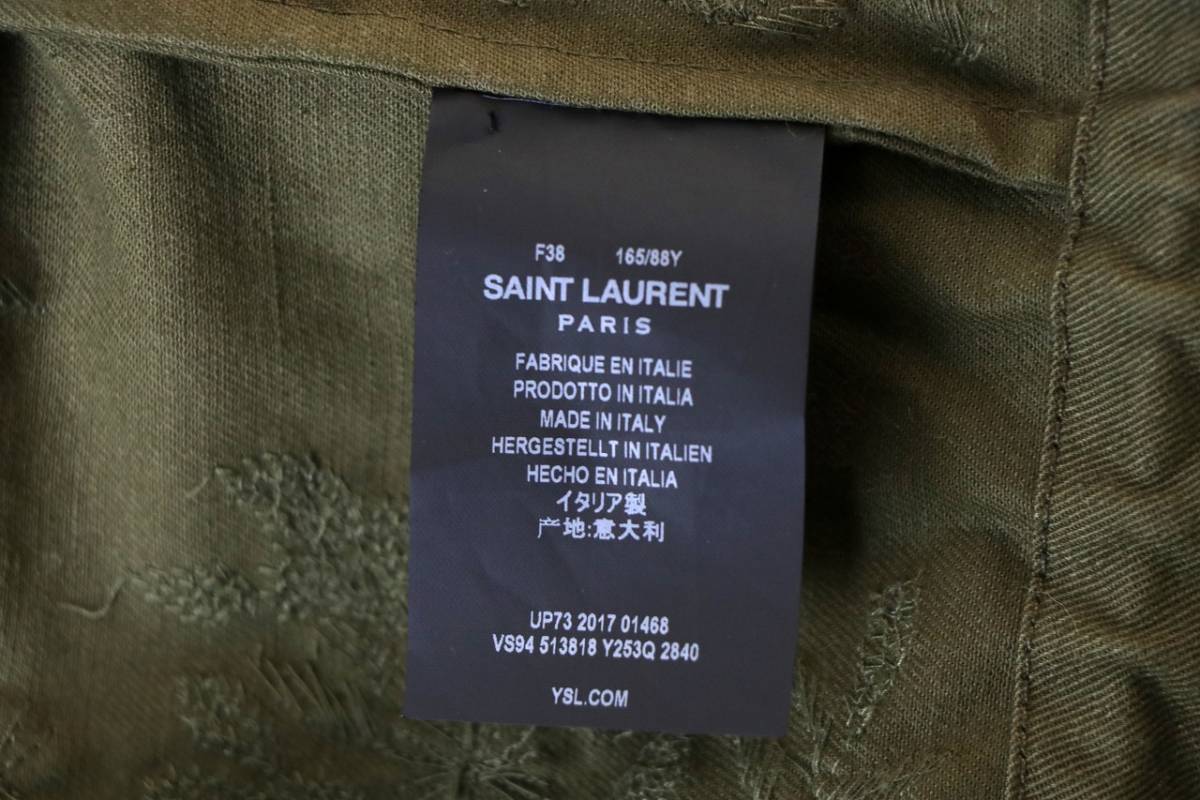 F38 165/88Y
SAINT LAURENT
PARIS
FABRIQUE EN ITALIE
PRODOTTO IN ITALIA
MADE IN ITALY
HERGESTELLT IN ITALIEN
HECHO EN ITALIA
イタリア製
产地:意大利
UP73 2017 01468
VS94 513818 Y253Q 2840
YSL.COM